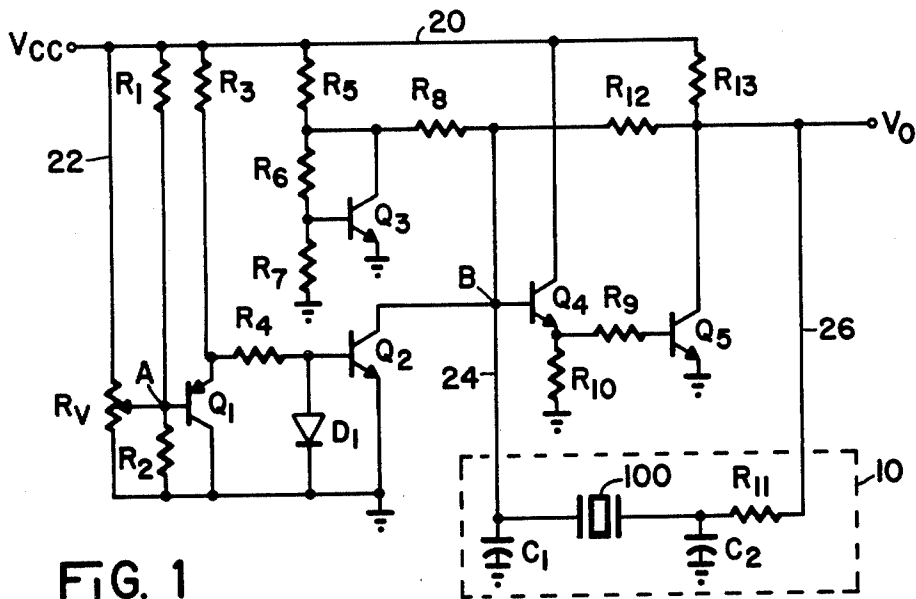 20
VCC
R1
R3
R5
R8
R12
R13
VO
22
R6
Q3
R7
B
R4
Q4
R9
Q5
26
A
RV
Q1
Q2
24
R10
R2
D1
100
R11
10
C1
C2
FIG. 1